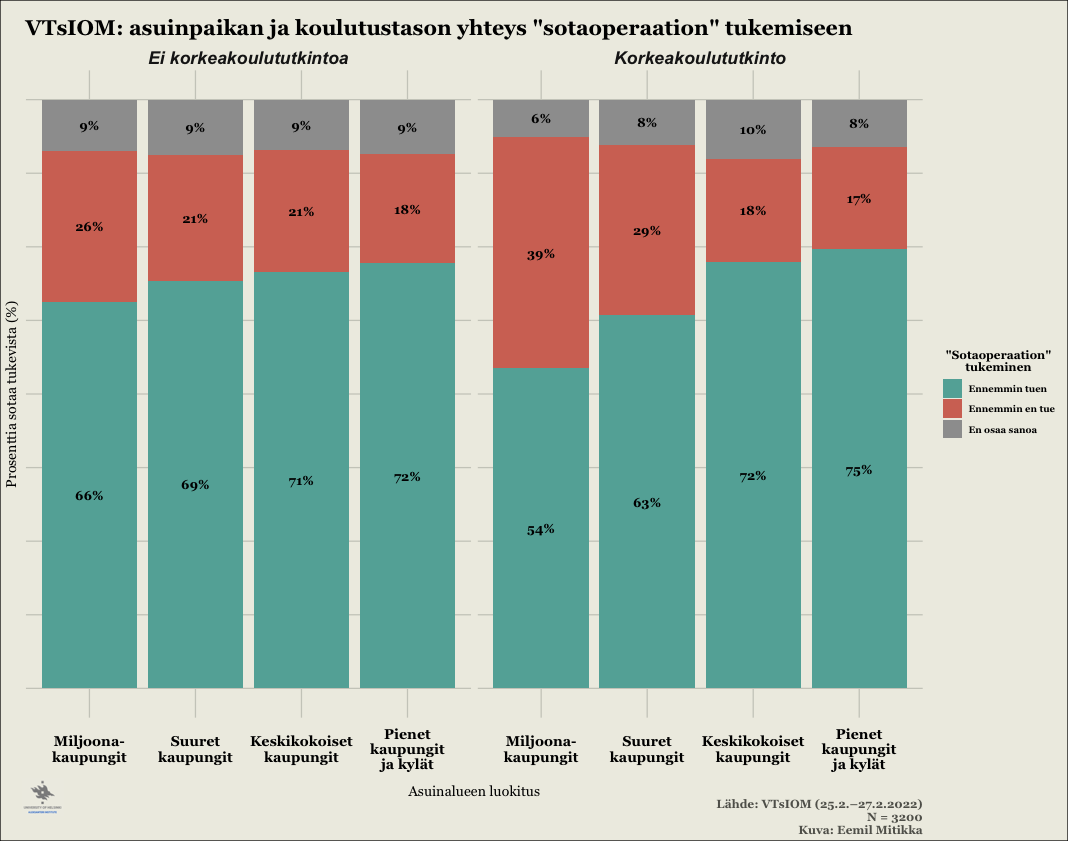 VTsIOM: asuinpaikan ja koulutustason yhteys "sotaoperaation" tukemiseen
Ei korkeakoulututkintoa
Korkeakoulututkinto
9%
9%
9%
9%
6%
8%
10%
8%
26%
21%
21%
18%
39%
29%
18%
17%
66%
69%
71%
72%
54%
63%
72%
75%
Prosenttia sotaa tukevista (%)
"Sotaoperaation"
tukeminen
Ennemmin tuen
Ennemmin en tue
En osaa sanoa
Miljoona-
kaupungit
Suuret
kaupungit
Keskikokoiset
kaupungit
Pienet
kaupungit
ja kylät
Miljoona-
kaupungit
Suuret
kaupungit
Keskikokoiset
kaupungit
Pienet
kaupungit
ja kylät
Asuinalueen luokitus
UNIVERSITY OF HELSINKI
Lähde: VTsIOM (25.2.–27.2.2022)
N = 3200
Kuva: Eemil Mitikka